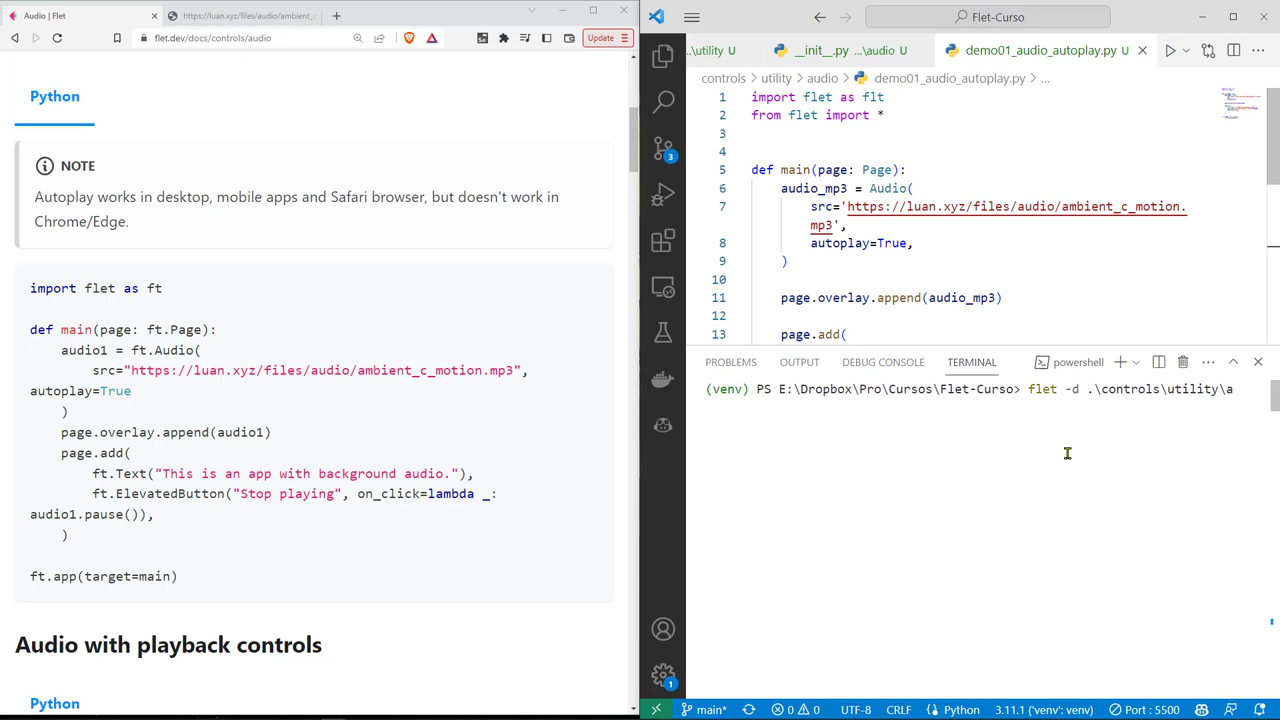 Audio | Flet
https://luan.xyz/files/audio/ambient_c
flet.dev/docs/controls/audio
Update
Python
NOTE
Autoplay works in desktop, mobile apps and Safari browser, but doesn't work in
Chrome/Edge.
import flet as ft
def main(page: ft.Page):
audio1 = ft.Audio(
src="https://luan.xyz/files/audio/ambient_c_motion.mp3",
autoplay=True
)
page.overlay.append(audio1)
page.add(
ft.Text("This is an app with background audio."),
ft.ElevatedButton("Stop playing", on_click=lambda _:
audio1.pause()),
)
ft.app(target=main)
Audio with playback controls
Python
Flet-Curso
..\utility U
__init__.py ...\audio U
demo01_audio_autoplay.py U
controls
utility
audio
demo01_audio_autoplay.py
...
1 import flet as flt
2 from flet import *
3
4
5 def main(page: Page):
6 audio_mp3 = Audio(
7 src='https://luan.xyz/files/audio/ambient_c_motion.
mp3',
8 autoplay=True,
9 )
10
11 page.overlay.append(audio_mp3)
12
13 page.add(
PROBLEMS OUTPUT DEBUG CONSOLE TERMINAL
powershell
(venv) PS E:\Dropbox\Pro\Cursos\Flet-Curso> flet -d .\controls\utility\a
3
1
main*
0 0
UTF-8
CRLF
Python
3.11.1 ('venv': venv)
Port : 5500